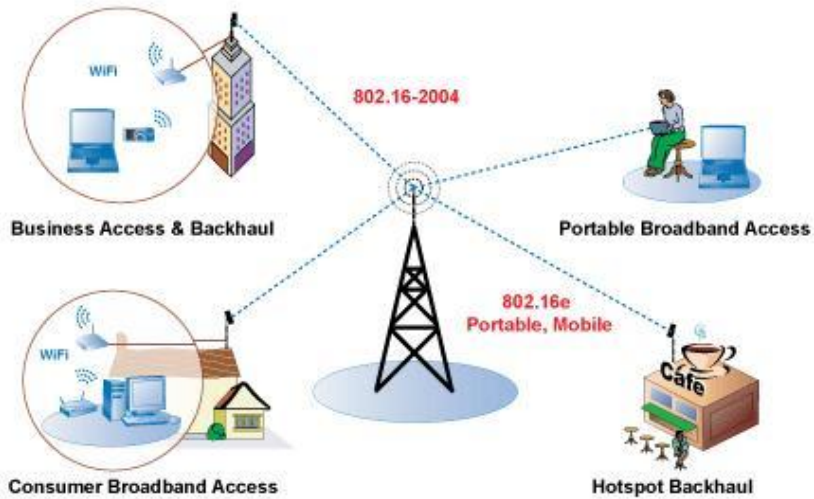 WiFi
802.16-2004
Business Access & Backhaul
Portable Broadband Access
802.16e
Portable, Mobile
WiFi
Cafe
Consumer Broadband Access
Hotspot Backhaul